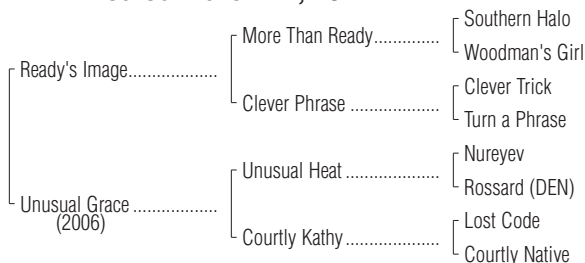 Southern Halo
More Than Ready..............
Woodman's Girl
Ready's Image...................
Clever Trick
Clever Phrase ...................
Turn a Phrase
Nureyev
Unusual Heat.....................
Rossard (DEN)
Unusual Grace ..................
(2006)
Lost Code
Courtly Kathy....................
Courtly Native